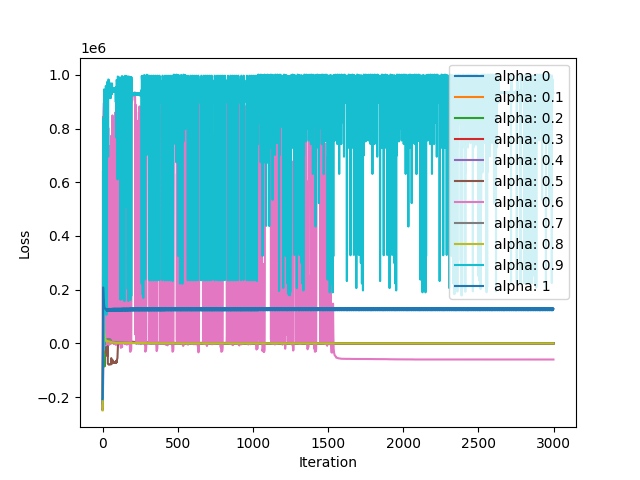 1e6
1.0
0.8
0.6
0.4
0.2
0.0
−0.2
Loss
0
500
1000
1500
2000
2500
3000
Iteration
alpha: 0
alpha: 0.1
alpha: 0.2
alpha: 0.3
alpha: 0.4
alpha: 0.5
alpha: 0.6
alpha: 0.7
alpha: 0.8
alpha: 0.9
alpha: 1